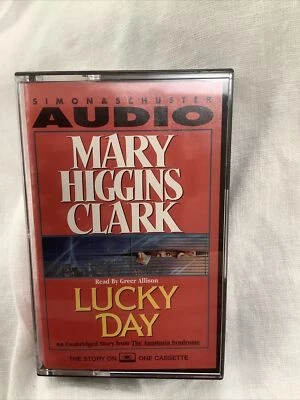 SIMON & SCHUSTER
AUDIO
MARY
HIGGINS
CLARK
Read By Greer Allison
LUCKY
DAY
an Unabridged Story from The Anastasia Syndrome
THE STORY ON ONE CASSETTE